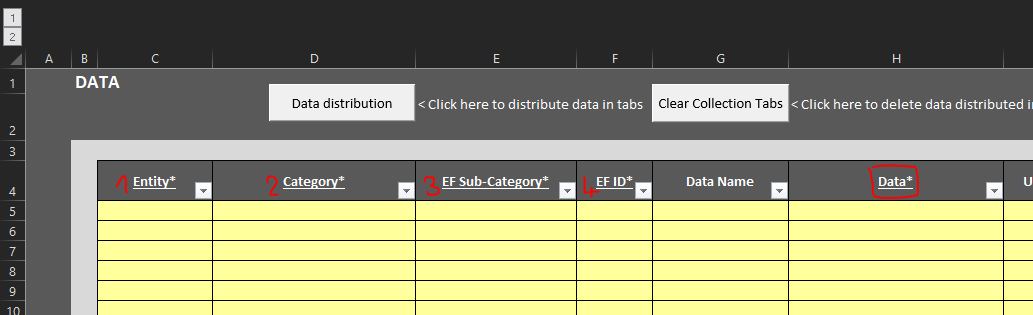 1
2
A B C D E F G H
1 DATA
Data distribution < Click here to distribute data in tabs Clear Collection Tabs < Click here to delete data distributed i
2
3
4 1 Entity* 2 Category* 3 EF Sub-Category* 4 EF ID* Data Name Data* U
5
6
7
8
9
10